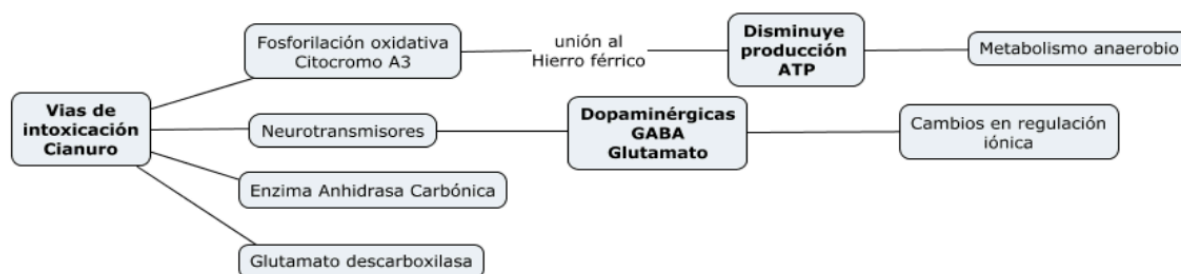 Vias de
intoxicación
Cianuro
Fosforilación oxidativa
Citocromo A3
unión al
Hierro férrico
Disminuye
producción
ATP
Metabolismo anaerobio
Neurotransmisores
Dopaminérgicas
GABA
Glutamato
Cambios en regulación
iónica
Enzima Anhidrasa Carbónica
Glutamato descarboxilasa